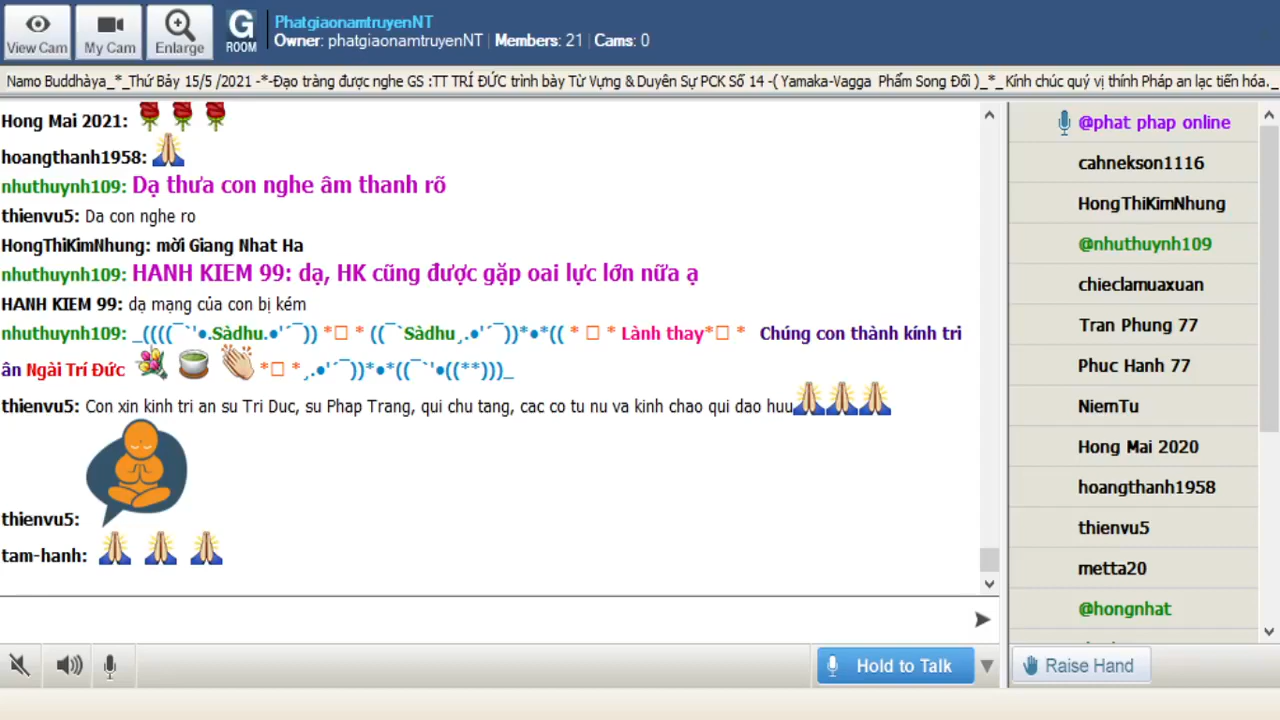 View Cam
My Cam
Enlarge
G
ROOM
PhatgiaonamtruyenNT
Owner: phatgiaonamtruyenNT | Members: 21 | Cams: 0
Namo Buddhàya_*_Thứ Bảy 15/5 /2021 -*-Đạo tràng được nghe GS :TT TRÍ ĐỨC trình bày Từ Vựng & Duyên Sự PCK Số 14 -( Yamaka-Vagga Phẩm Song Đối )_*_ Kính chúc quý vị thính Pháp an lạc tiến hóa._
Hong Mai 2021:
hoangthanh1958:
nhuthuynh109: Dạ thưa con nghe âm thanh rõ
thienvu5: Da con nghe ro
HongThiKimNhung: mời Giang Nhat Ha
nhuthuynh109: HANH KIEM 99: dạ, HK cũng được gặp oai lực lớn nữa ạ
HANH KIEM 99: dạ mạng của con bị kém
nhuthuynh109: _((((¯`'•.Sàdhu.•'´¯)) *□ * ((¯`Sàdhu¸.•'´¯))*•*(( * □ * Lành thay*□ * Chúng con thành kính tri
ân Ngài Trí Đức *□ *¸.•'´¯))*•*((¯`'•((**)))_
thienvu5: Con xin kinh tri an su Tri Duc, su Phap Trang, qui chu tang, cac co tu nu va kinh chao qui dao huu
thienvu5:
tam-hanh:
@phat phap online
cahnekson1116
HongThiKimNhung
@nhuthuynh109
chieclamuaxuan
Tran Phung 77
Phuc Hanh 77
NiemTu
Hong Mai 2020
hoangthanh1958
thienvu5
metta20
@hongnhat
Hold to Talk
Raise Hand